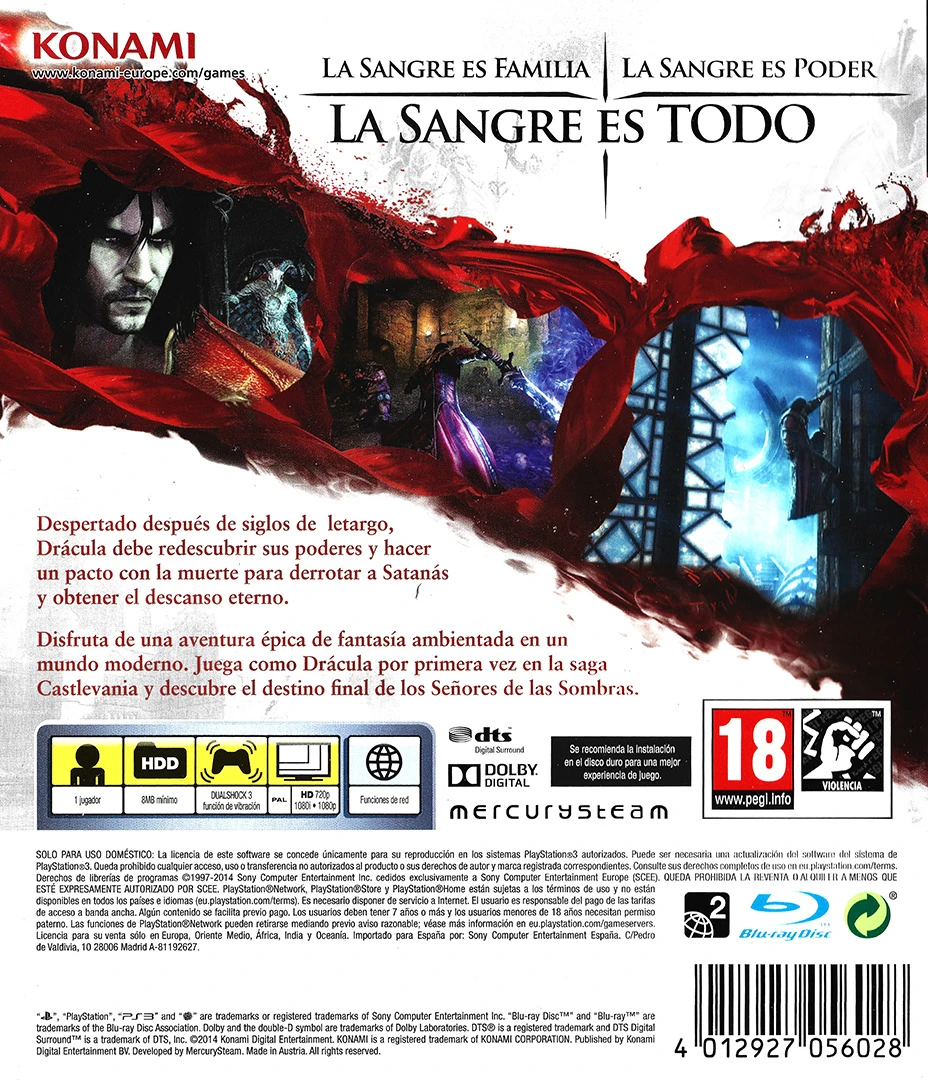 KONAMI
www.konami-europe.com/games
LA SANGRE ES FAMILIA
LA SANGRE ES PODER
LA SANGRE ES TODO
Despertado después de siglos de letargo,
Drácula debe redescubrir sus poderes y hacer
un pacto con la muerte para derrotar a Satanás
y obtener el descanso eterno.
Disfruta de una aventura épica de fantasía ambientada en un
mundo moderno. Juega como Drácula por primera vez en la saga
Castlevania y descubre el destino final de los Señores de las Sombras.
1 jugador
HDD
8MB mínimo
DUALSHOCK 3
función de vibración
PAL
HD 720p
1080i • 1080p
Funciones de red
dts
Digital Surround
DOLBY
DIGITAL
mercurysteam
Se recomienda la instalación
en el disco duro para una mejor
experiencia de juego.
18
www.pegi.info
VIOLENCIA
SOLO PARA USO DOMÉSTICO: La licencia de este software se concede únicamente para su reproducción en los sistemas PlayStation®3 autorizados. Puede ser necesaria una actualización del software del sistema de
PlayStation®3. Queda prohibido cualquier acceso, uso o transferencia no autorizados al producto o sus derechos de autor y marca registrada correspondientes. Consulte sus derechos completos de uso en eu.playstation.com/terms.
Derechos de librerías de programas ©1997-2014 Sony Computer Entertainment Inc. cedidos exclusivamente a Sony Computer Entertainment Europe (SCEE). QUEDA PROHIBIDA LA REVENTA O ALQUILER A MENOS QUE
ESTÉ EXPRESAMENTE AUTORIZADO POR SCEE. PlayStation®Network, PlayStation®Store y PlayStation®Home están sujetas a los términos de uso y no están
disponibles en todos los países e idiomas (eu.playstation.com/terms). Es necesario disponer de servicio a Internet. El usuario es responsable del pago de las tarifas
de acceso a banda ancha. Algún contenido se facilita previo pago. Los usuarios deben tener 7 años o más y los usuarios menores de 18 años necesitan permiso
paterno. Las funciones de PlayStation®Network pueden retirarse mediando previo aviso razonable; véase más información en eu.playstation.com/gameservers.
Licencia para su venta sólo en Europa, Oriente Medio, África, India y Oceanía. Importado para España por: Sony Computer Entertainment España. C/Pedro
de Valdivia, 10 28006 Madrid A-81192627.
2
Blu-ray Disc
"", "PlayStation", "PS3" and "" are trademarks or registered trademarks of Sony Computer Entertainment Inc. "Blu-ray Disc™" and "Blu-ray™" are
trademarks of the Blu-ray Disc Association. Dolby and the double-D symbol are trademarks of Dolby Laboratories. DTS® is a registered trademark and DTS Digital
Surround™ is a trademark of DTS, Inc. ©2014 Konami Digital Entertainment. KONAMI is a registered trademark of KONAMI CORPORATION. Published by Konami
Digital Entertainment BV. Developed by MercurySteam. Made in Austria. All rights reserved.
4 012927 056028